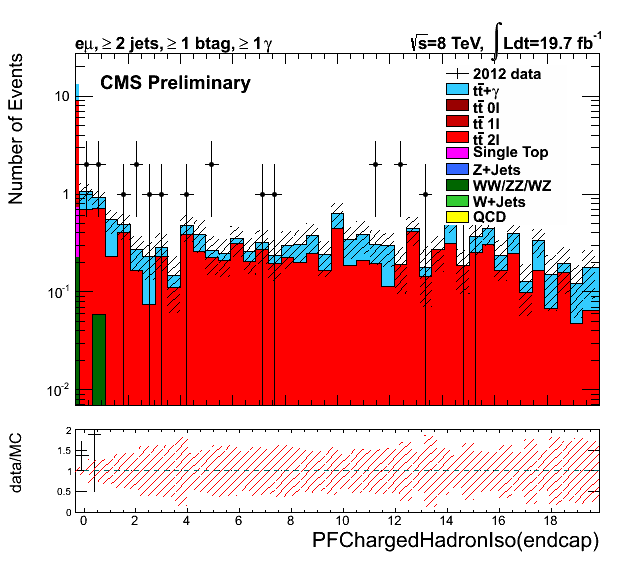 eμ, ≥ 2 jets, ≥ 1 btag, ≥ 1γ
√s=8 TeV, ∫ Ldt=19.7 fb⁻¹
CMS Preliminary
2012 data
tt̄+γ
tt̄ 0l
tt̄ 1l
tt̄ 2l
Single Top
Z+Jets
WW/ZZ/WZ
W+Jets
QCD
Number of Events
10
1
10⁻¹
10⁻²
data/MC
2
1.5
1
0.5
0
0 2 4 6 8 10 12 14 16 18
PFChargedHadronIso(endcap)